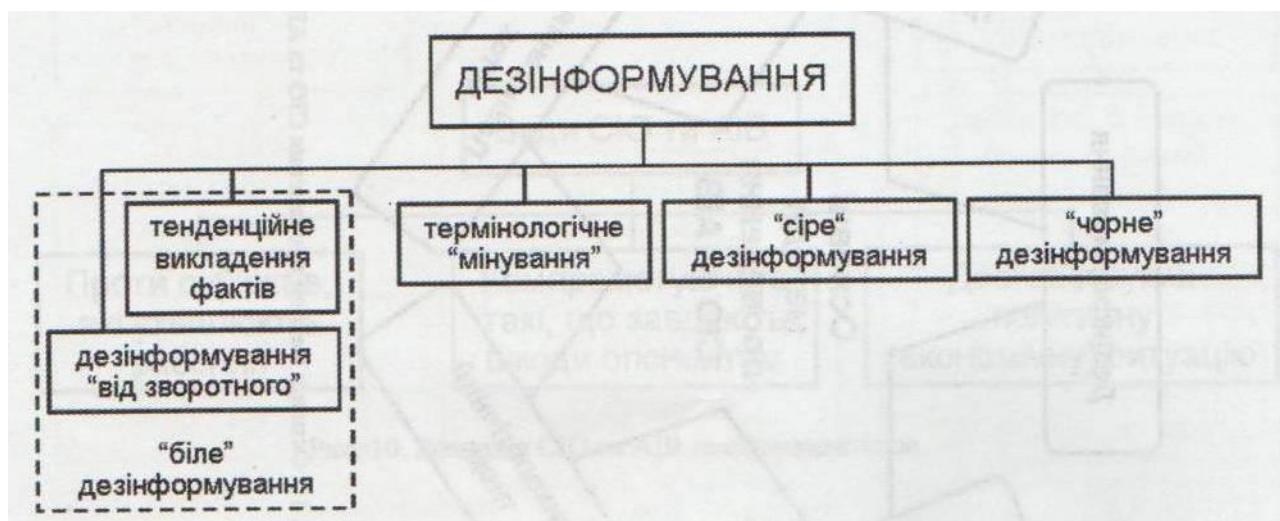 ДЕЗІНФОРМУВАННЯ
тенденційне
викладення
фактів
термінологічне
“мінування”
“сіре“
дезінформування
“чорне”
дезінформування
дезінформування
“від зворотного”
“біле”
дезінформування